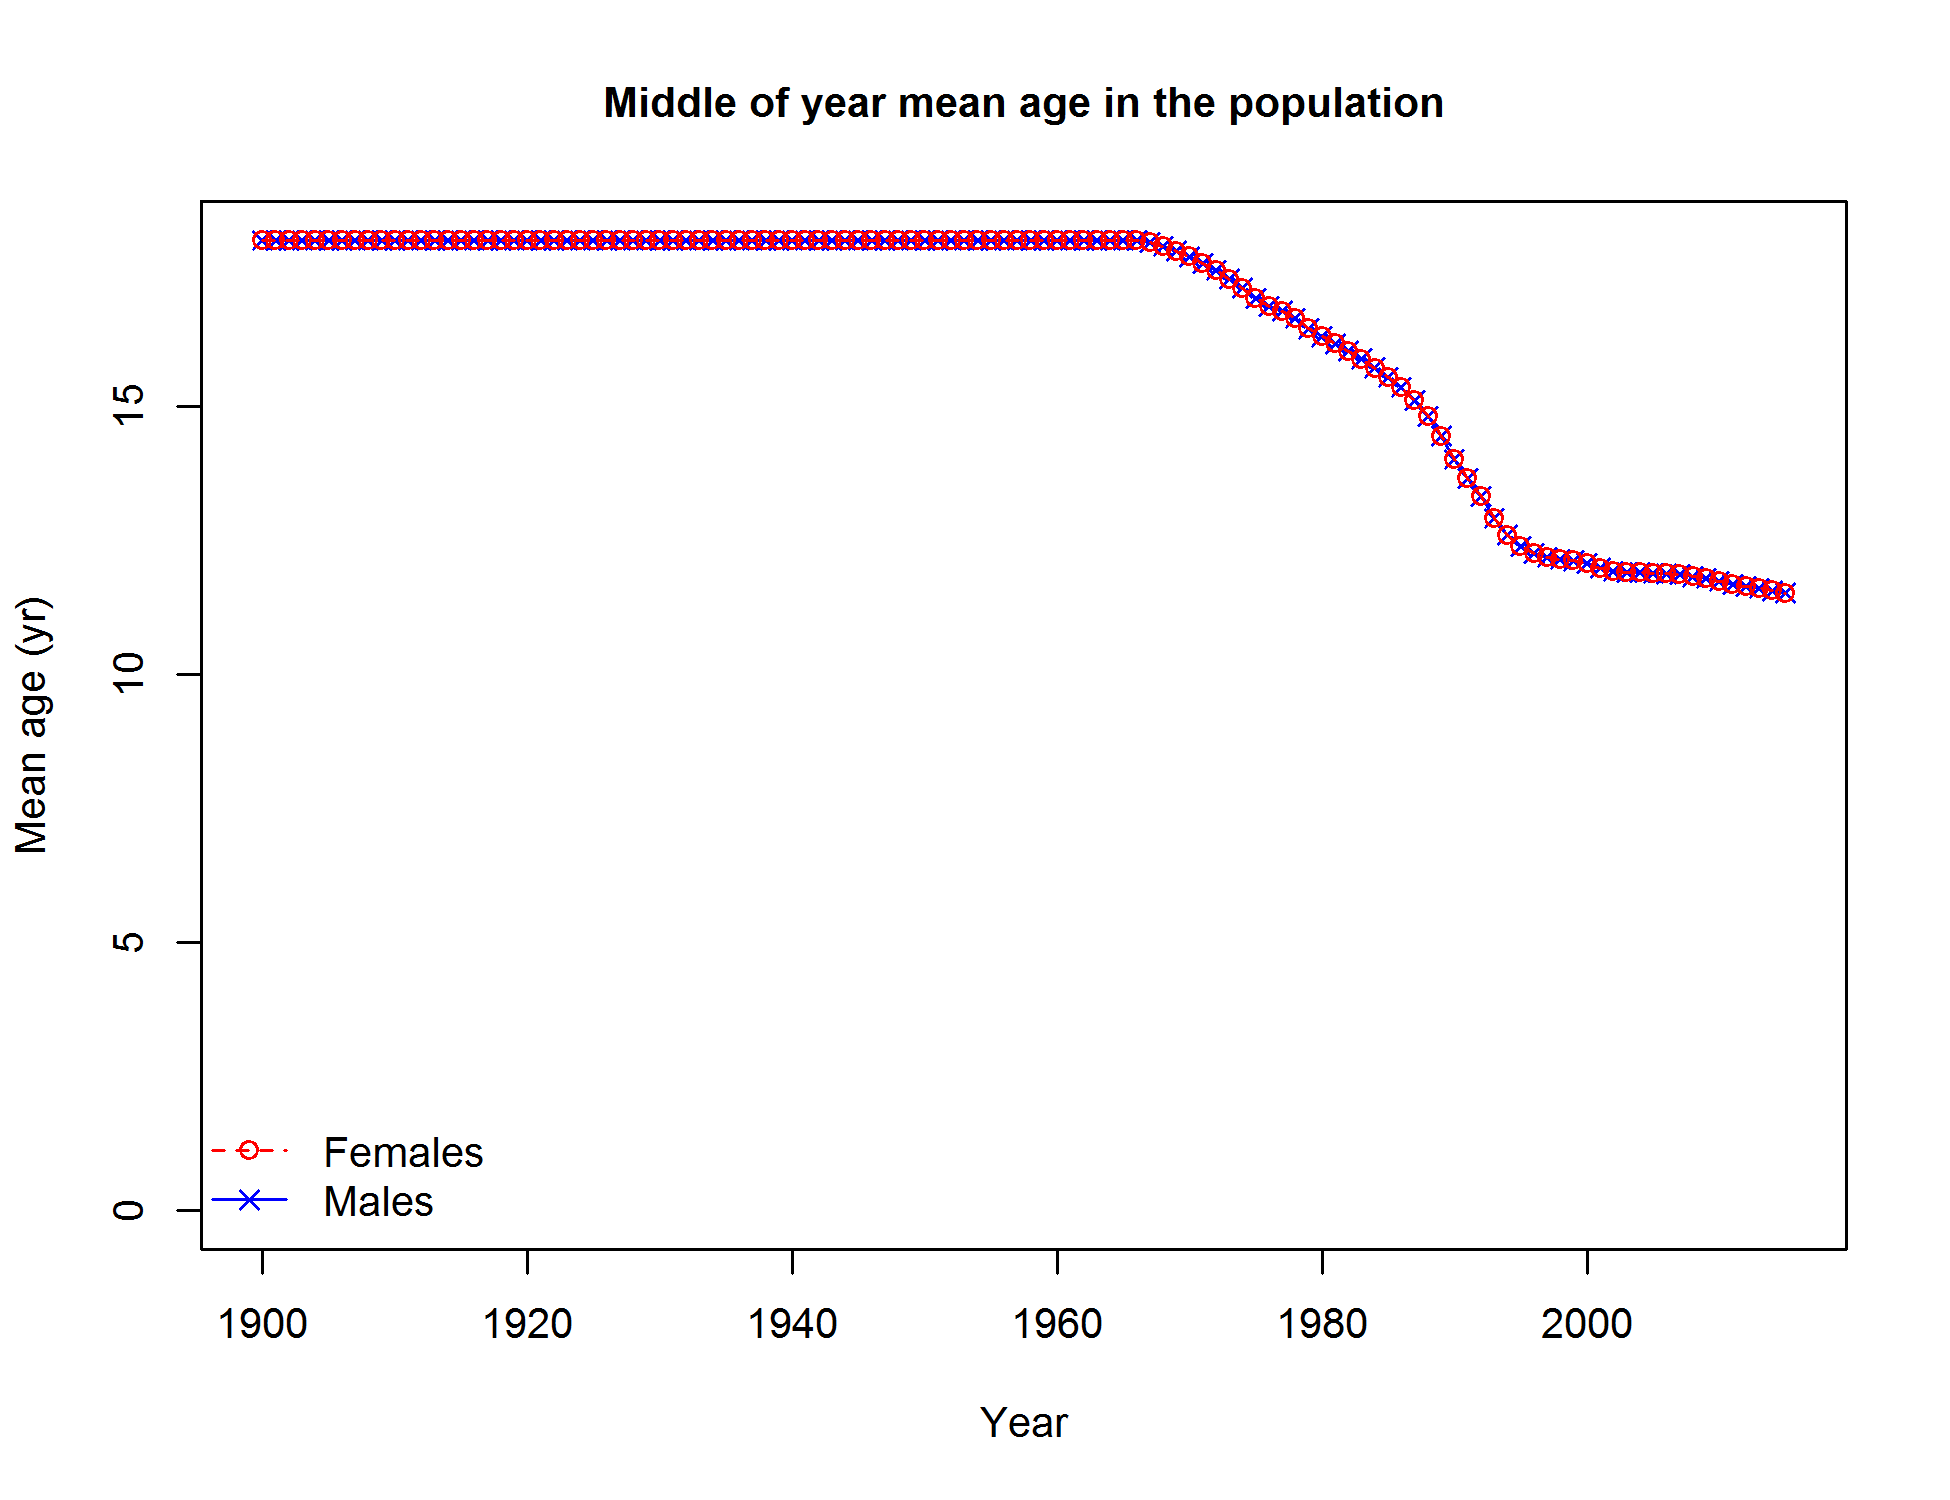 Middle of year mean age in the population
Mean age (yr)
15
10
5
0
Females
Males
1900 1920 1940 1960 1980 2000
Year